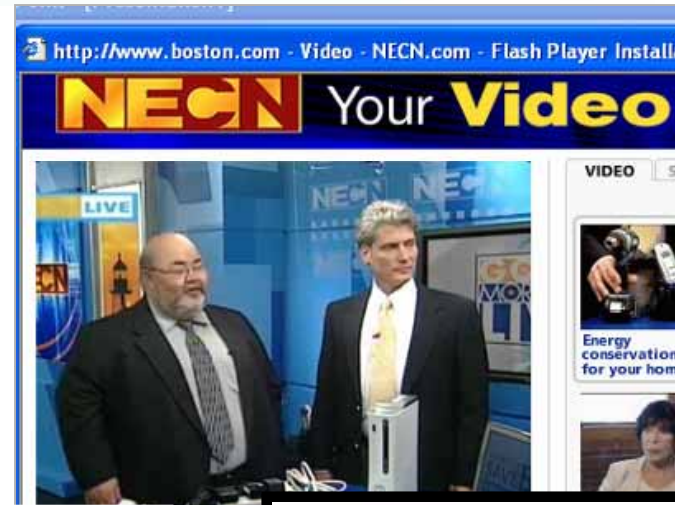 http://www.boston.com - Video - NECN.com - Flash Player Install
NECN Your Video
VIDEO
LIVE
NECN NECN
Energy
conservation
for your hom